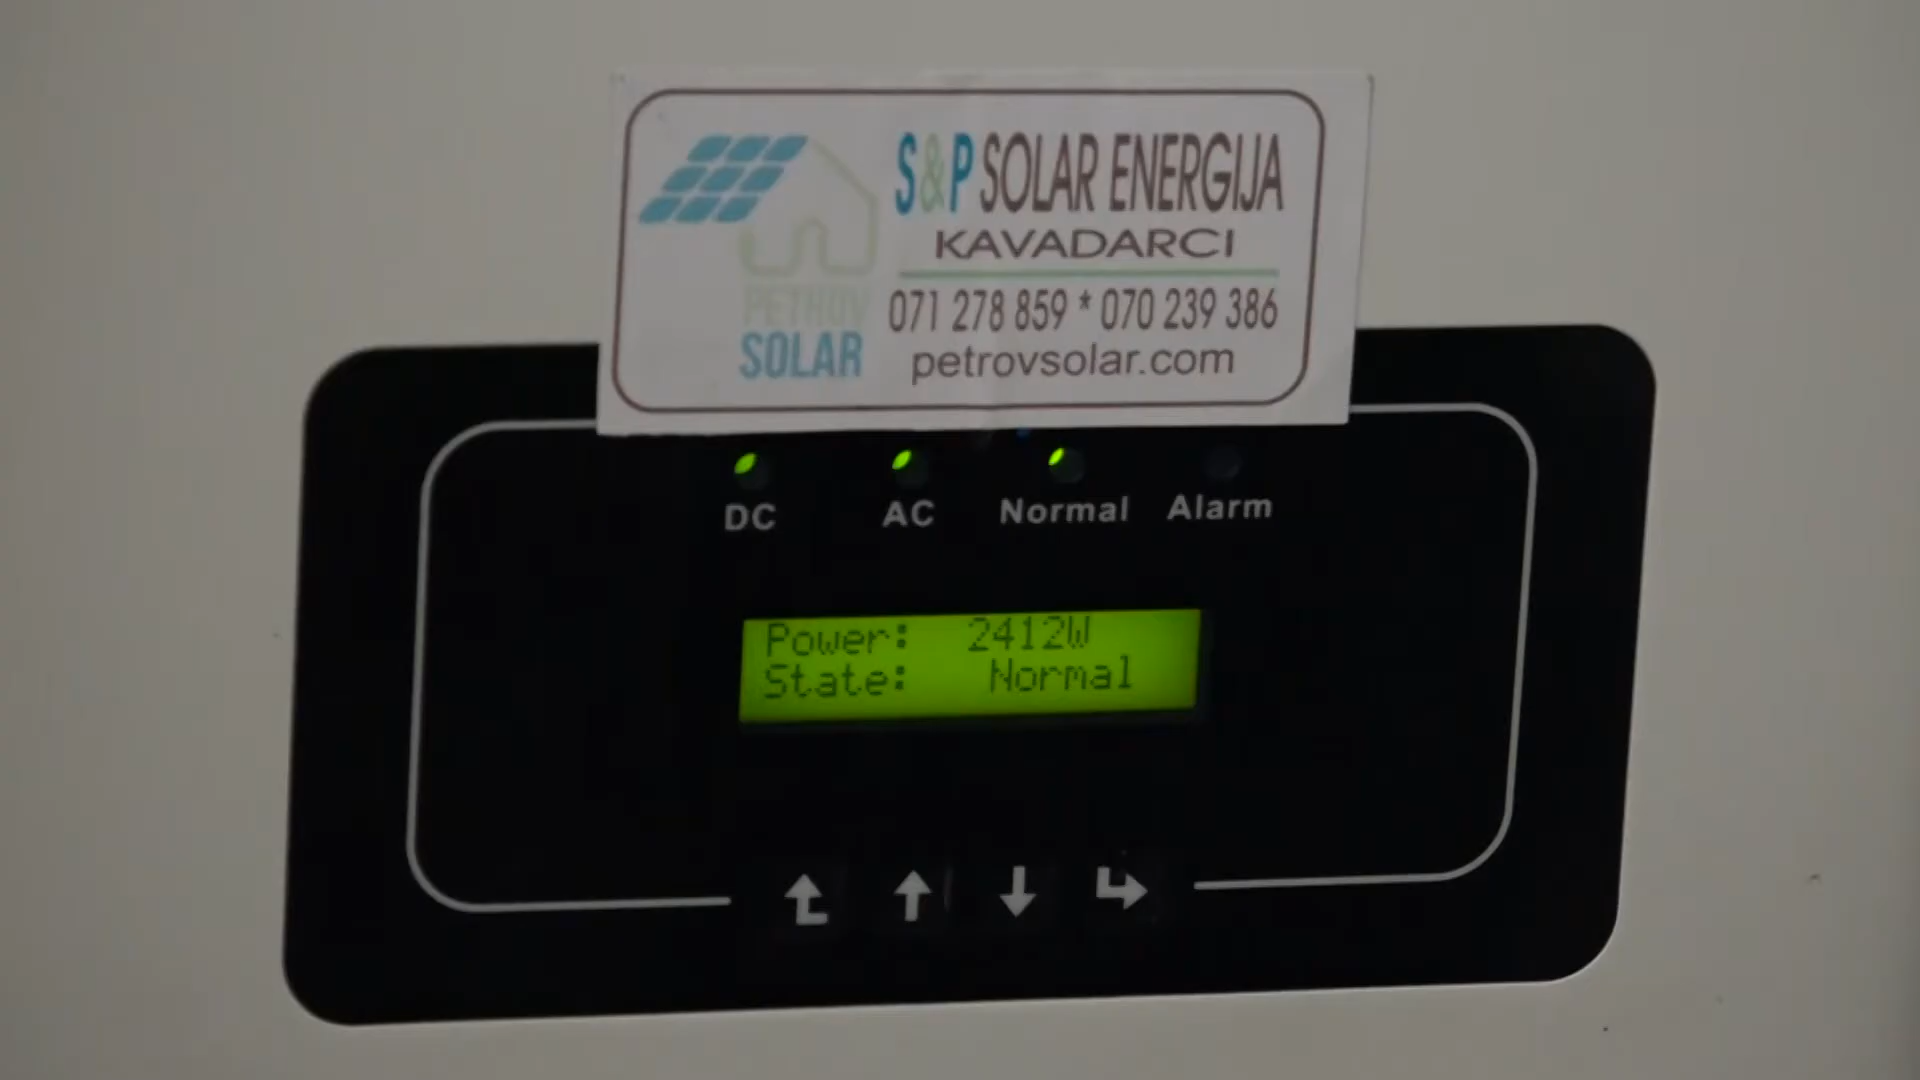 S&P SOLAR ENERGIJA
KAVADARCI
071 278 859 * 070 239 386
petrovsolar.com
PETROV
SOLAR
DC AC Normal Alarm
Power: 2412W
State: Normal